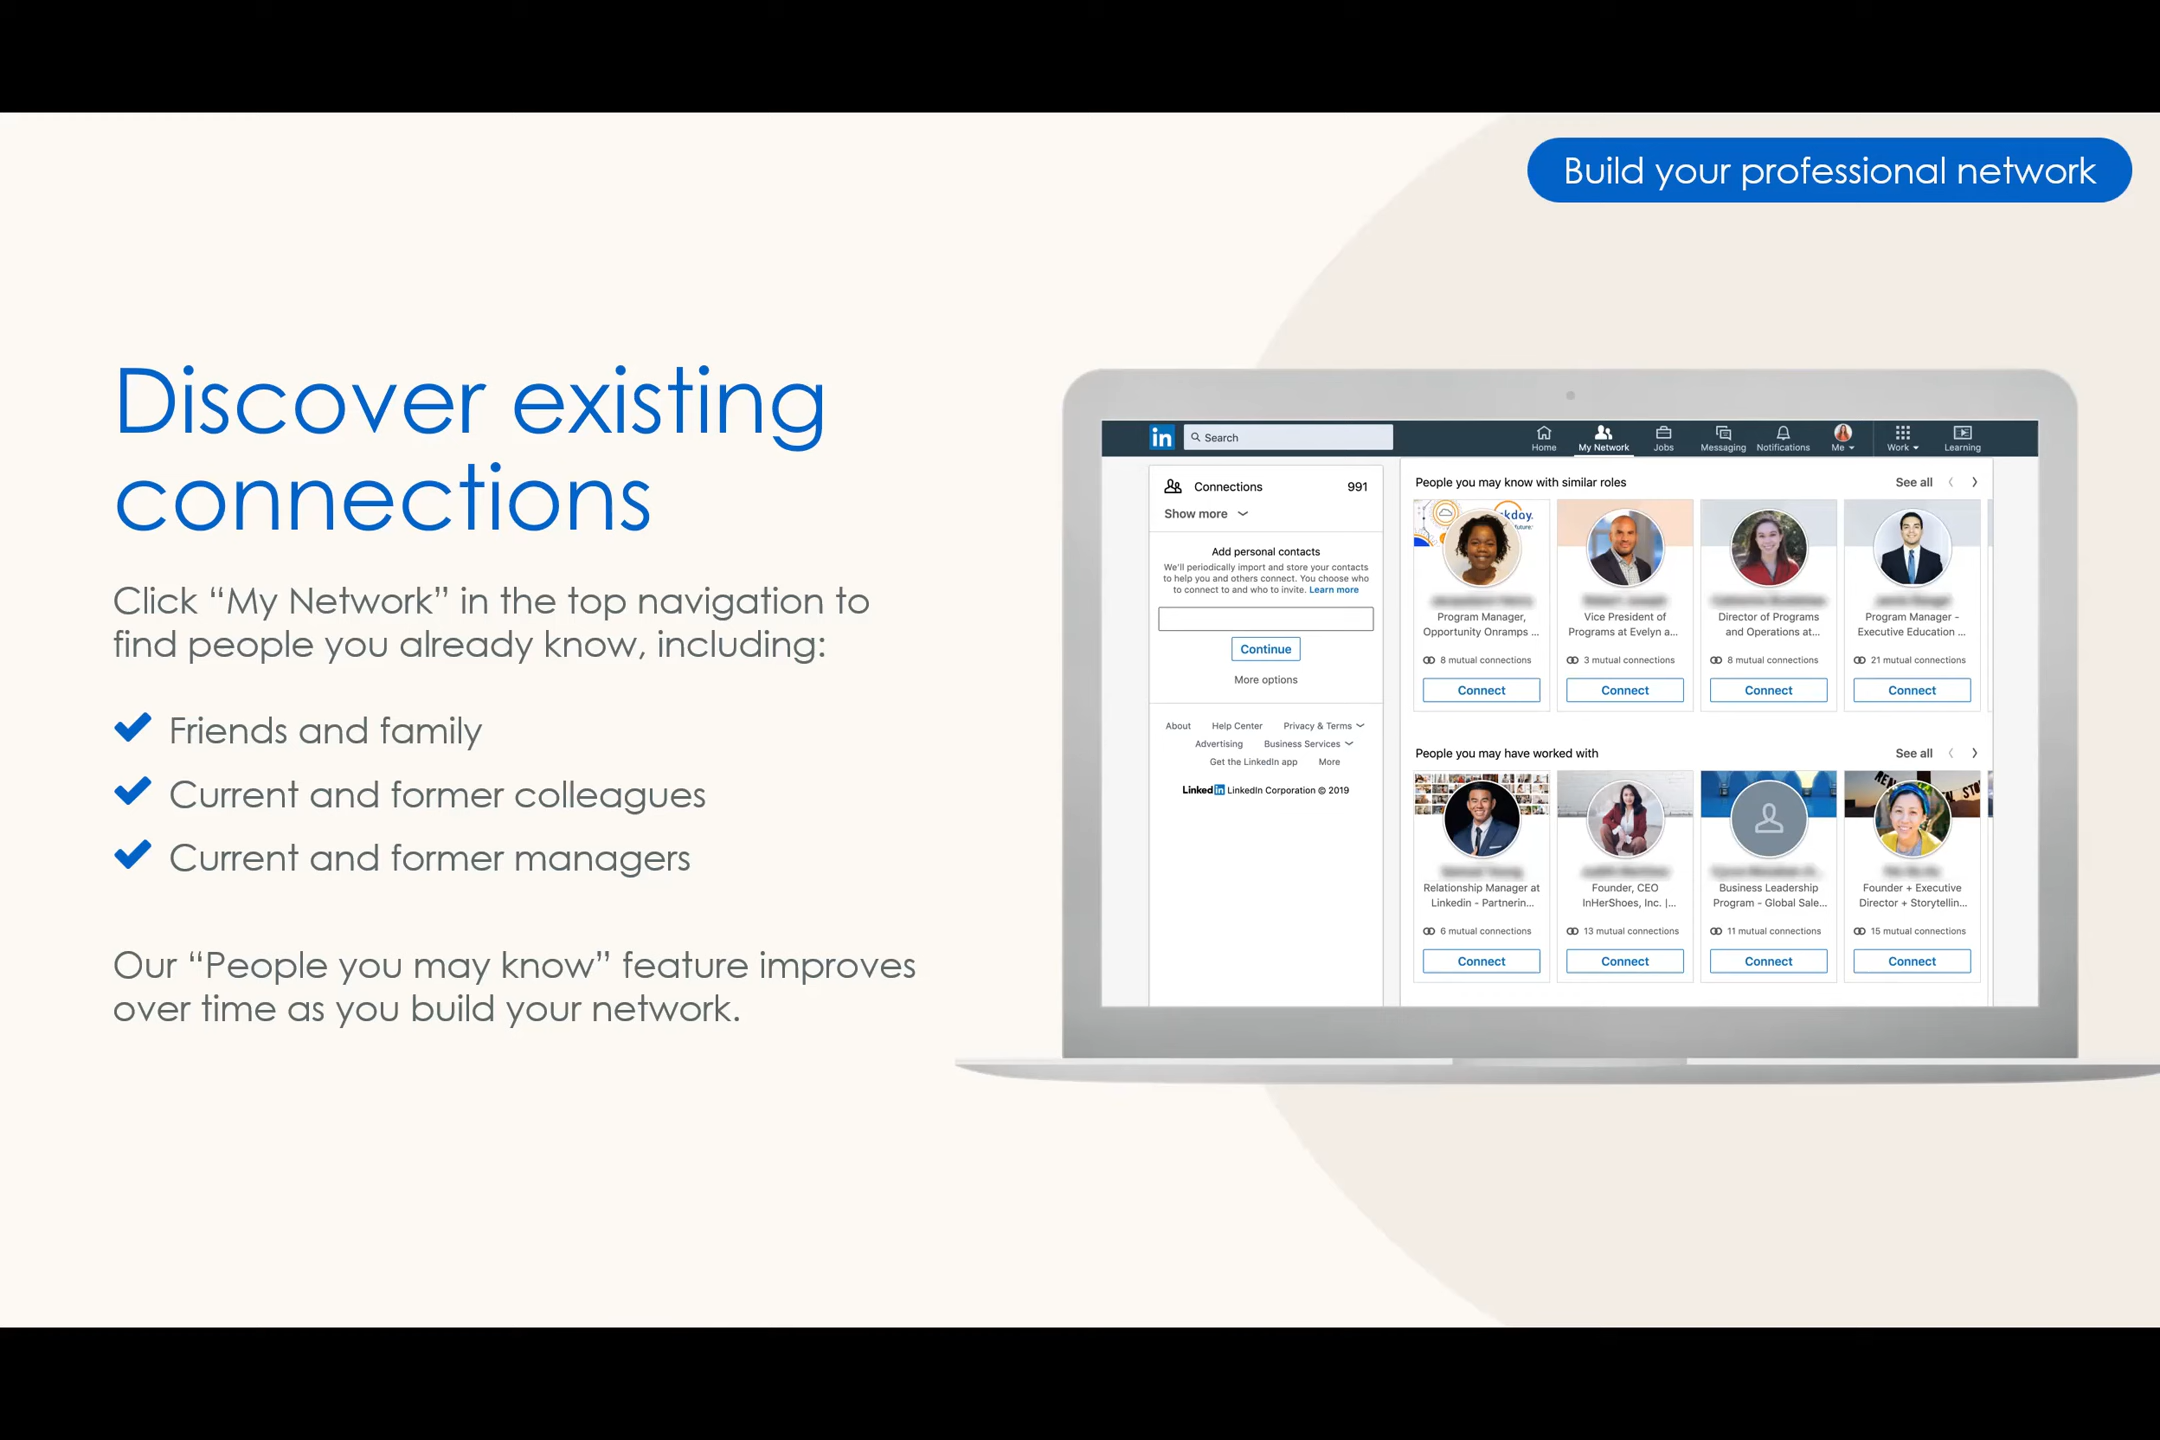 Build your professional network
Discover existing
connections
Click “My Network” in the top navigation to
find people you already know, including:
Friends and family
Current and former colleagues
Current and former managers
Our “People you may know” feature improves
over time as you build your network.
in
Search
Home
My Network
Jobs
Messaging
Notifications
Me
Work
Learning
Connections 991
Show more
Add personal contacts
We'll periodically import and store your contacts
to help you and others connect. You choose who
to connect to and who to invite. Learn more
Continue
More options
About Help Center Privacy & Terms
Advertising Business Services
Get the LinkedIn app More
LinkedIn LinkedIn Corporation © 2019
People you may know with similar roles
See all
kday.
future:
Program Manager,
Opportunity Onramps ...
8 mutual connections
Connect
Vice President of
Programs at Evelyn a...
3 mutual connections
Connect
Director of Programs
and Operations at...
8 mutual connections
Connect
Program Manager -
Executive Education ...
21 mutual connections
Connect
People you may have worked with
See all
Relationship Manager at
Linkedin - Partnerin...
6 mutual connections
Connect
Founder, CEO
InHerShoes, Inc. |...
13 mutual connections
Connect
Business Leadership
Program - Global Sale...
11 mutual connections
Connect
Founder + Executive
Director + Storytellin...
15 mutual connections
Connect